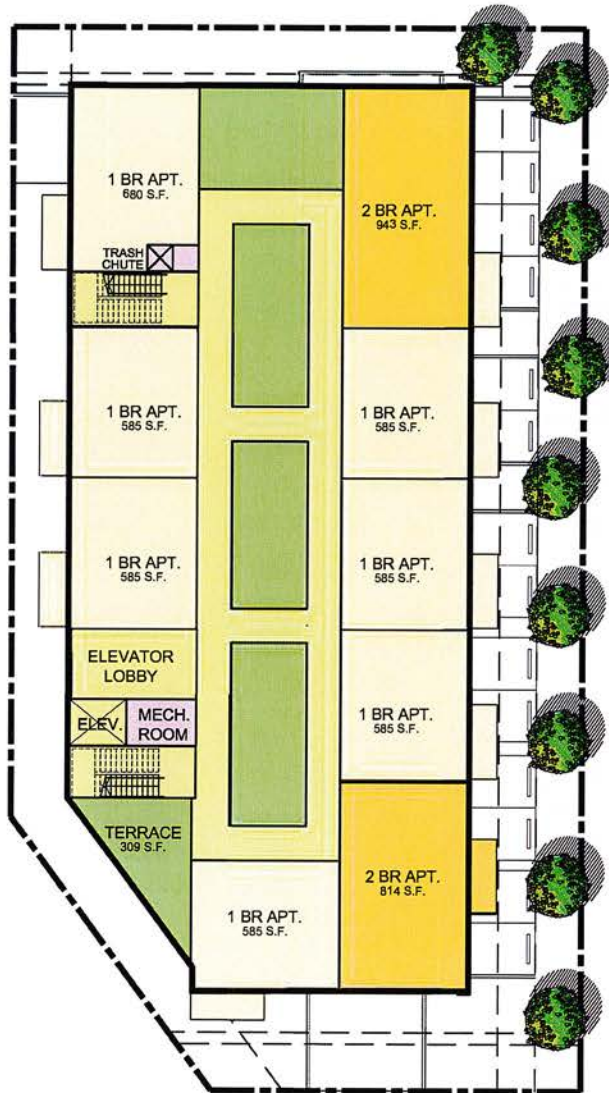 1 BR APT.
680 S.F.
2 BR APT.
943 S.F.
TRASH
CHUTE
1 BR APT.
585 S.F.
1 BR APT.
585 S.F.
1 BR APT.
585 S.F.
1 BR APT.
585 S.F.
ELEVATOR
LOBBY
ELEV.
MECH.
ROOM
1 BR APT.
585 S.F.
TERRACE
309 S.F.
1 BR APT.
585 S.F.
2 BR APT.
814 S.F.